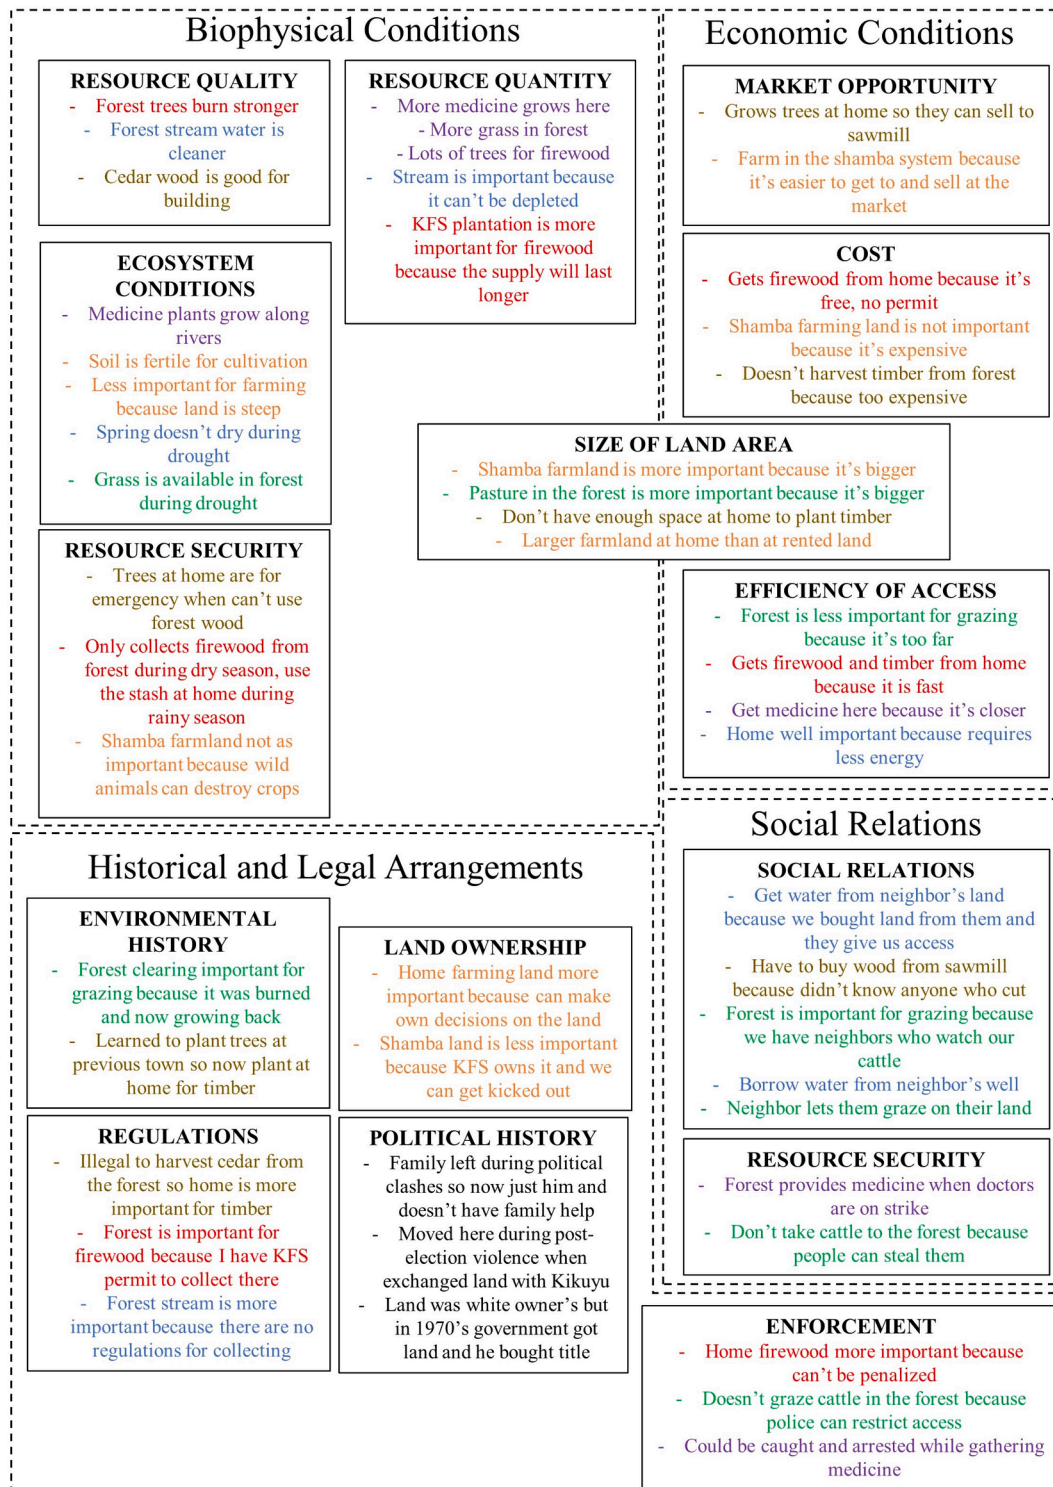 Biophysical Conditions
RESOURCE QUALITY
- Forest trees burn stronger
- Forest stream water is
cleaner
- Cedar wood is good for
building
RESOURCE QUANTITY
- More medicine grows here
- More grass in forest
- Lots of trees for firewood
- Stream is important because
it can’t be depleted
- KFS plantation is more
important for firewood
because the supply will last
longer
ECOSYSTEM
CONDITIONS
- Medicine plants grow along
rivers
- Soil is fertile for cultivation
- Less important for farming
because land is steep
- Spring doesn’t dry during
drought
- Grass is available in forest
during drought
RESOURCE SECURITY
- Trees at home are for
emergency when can’t use
forest wood
- Only collects firewood from
forest during dry season, use
the stash at home during
rainy season
- Shamba farmland not as
important because wild
animals can destroy crops
Economic Conditions
MARKET OPPORTUNITY
- Grows trees at home so they can sell to
sawmill
- Farm in the shamba system because
it’s easier to get to and sell at the
market
COST
- Gets firewood from home because it’s
free, no permit
- Shamba farming land is not important
because it’s expensive
- Doesn’t harvest timber from forest
because too expensive
SIZE OF LAND AREA
- Shamba farmland is more important because it’s bigger
- Pasture in the forest is more important because it’s bigger
- Don’t have enough space at home to plant timber
- Larger farmland at home than at rented land
EFFICIENCY OF ACCESS
- Forest is less important for grazing
because it’s too far
- Gets firewood and timber from home
because it is fast
- Get medicine here because it’s closer
- Home well important because requires
less energy
Historical and Legal Arrangements
ENVIRONMENTAL
HISTORY
- Forest clearing important for
grazing because it was burned
and now growing back
- Learned to plant trees at
previous town so now plant at
home for timber
LAND OWNERSHIP
- Home farming land more
important because can make
own decisions on the land
- Shamba land is less important
because KFS owns it and we
can get kicked out
REGULATIONS
- Illegal to harvest cedar from
the forest so home is more
important for timber
- Forest is important for
firewood because I have KFS
permit to collect there
- Forest stream is more
important because there are no
regulations for collecting
POLITICAL HISTORY
- Family left during political
clashes so now just him and
doesn’t have family help
- Moved here during post-
election violence when
exchanged land with Kikuyu
- Land was white owner’s but
in 1970’s government got
land and he bought title
Social Relations
SOCIAL RELATIONS
- Get water from neighbor’s land
because we bought land from them and
they give us access
- Have to buy wood from sawmill
because didn’t know anyone who cut
- Forest is important for grazing because
we have neighbors who watch our
cattle
- Borrow water from neighbor’s well
- Neighbor lets them graze on their land
RESOURCE SECURITY
- Forest provides medicine when doctors
are on strike
- Don’t take cattle to the forest because
people can steal them
ENFORCEMENT
- Home firewood more important because
can’t be penalized
- Doesn’t graze cattle in the forest because
police can restrict access
- Could be caught and arrested while gathering
medicine